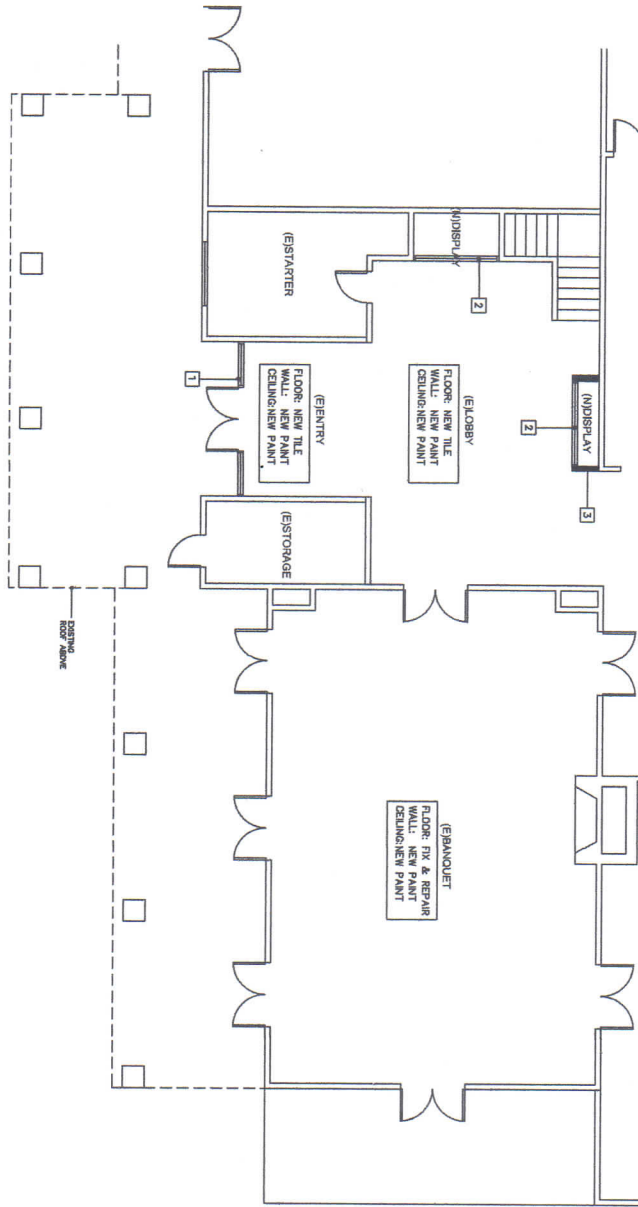 (E)STARTER
(N)DISPLAY
2
1
(E)ENTRY
FLOOR: NEW TILE
WALL: NEW PAINT
CEILING:NEW PAINT
(E)LOBBY
FLOOR: NEW TILE
WALL: NEW PAINT
CEILING:NEW PAINT
(N)DISPLAY
2
3
(E)STORAGE
EXISTING
ROOF ABOVE
(E)BANQUET
FLOOR: FIX & REPAIR
WALL: NEW PAINT
CEILING:NEW PAINT